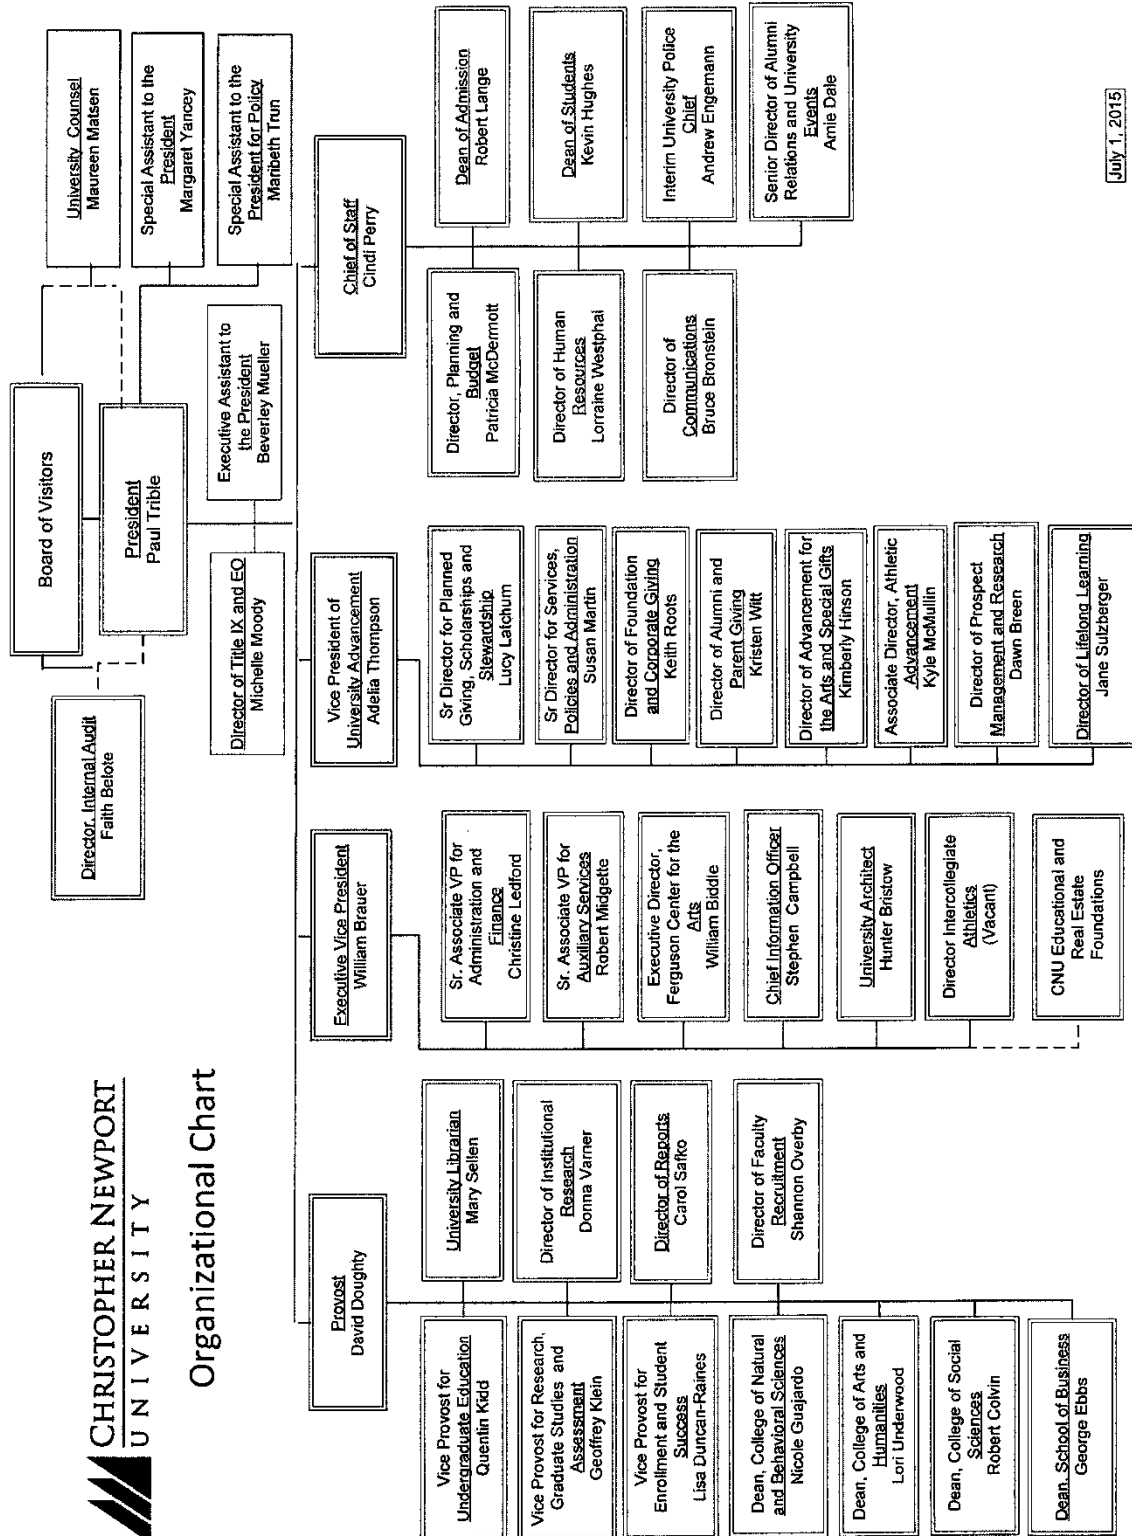 CHRISTOPHER NEWPORT
UNIVERSITY
Organizational Chart
Board of Visitors
President
Paul Trible
Director, Internal Audit
Faith Belote
University Counsel
Maureen Matsen
Special Assistant to the
President
Margaret Yancey
Special Assistant to the
President for Policy
Maribeth Trun
Director of Title IX and EO
Michelle Moody
Executive Assistant to
the President
Beverley Mueller
Provost
David Doughty
Vice Provost for
Undergraduate Education
Quentin Kidd
Vice Provost for Research,
Graduate Studies and
Assessment
Geoffrey Klein
Vice Provost for
Enrollment and Student
Success
Lisa Duncan-Raines
Dean, College of Natural
and Behavioral Sciences
Nicole Guajardo
Dean, College of Arts and
Humanities
Lori Underwood
Dean, College of Social
Sciences
Robert Colvin
Dean, School of Business
George Ebbs
University Librarian
Mary Sellen
Director of Institutional
Research
Donna Varner
Director of Reports
Carol Safko
Director of Faculty
Recruitment
Shannon Overby
Executive Vice President
William Brauer
Sr. Associate VP for
Administration and
Finance
Christine Ledford
Sr. Associate VP for
Auxiliary Services
Robert Midgette
Executive Director,
Ferguson Center for the
Arts
William Biddle
Chief Information Officer
Stephen Campbell
University Architect
Hunter Bristow
Director Intercollegiate
Athletics
(Vacant)
CNU Educational and
Real Estate
Foundations
Vice President of
University Advancement
Adelia Thompson
Sr Director for Planned
Giving, Scholarships and
Stewardship
Lucy Latchum
Sr Director for Services,
Policies and Administration
Susan Martin
Director of Foundation
and Corporate Giving
Keith Roots
Director of Alumni and
Parent Giving
Kristen Witt
Director of Advancement for
the Arts and Special Gifts
Kimberly Hinson
Associate Director, Athletic
Advancement
Kyle McMullin
Director of Prospect
Management and Research
Dawn Breen
Director of Lifelong Learning
Jane Sulzberger
Chief of Staff
Cindi Perry
Director, Planning and
Budget
Patricia McDermott
Director of Human
Resources
Lorraine Westphal
Director of
Communications
Bruce Bronstein
Dean of Admission
Robert Lange
Dean of Students
Kevin Hughes
Interim University Police
Chief
Andrew Engemann
Senior Director of Alumni
Relations and University
Events
Amie Dale
July 1, 2015